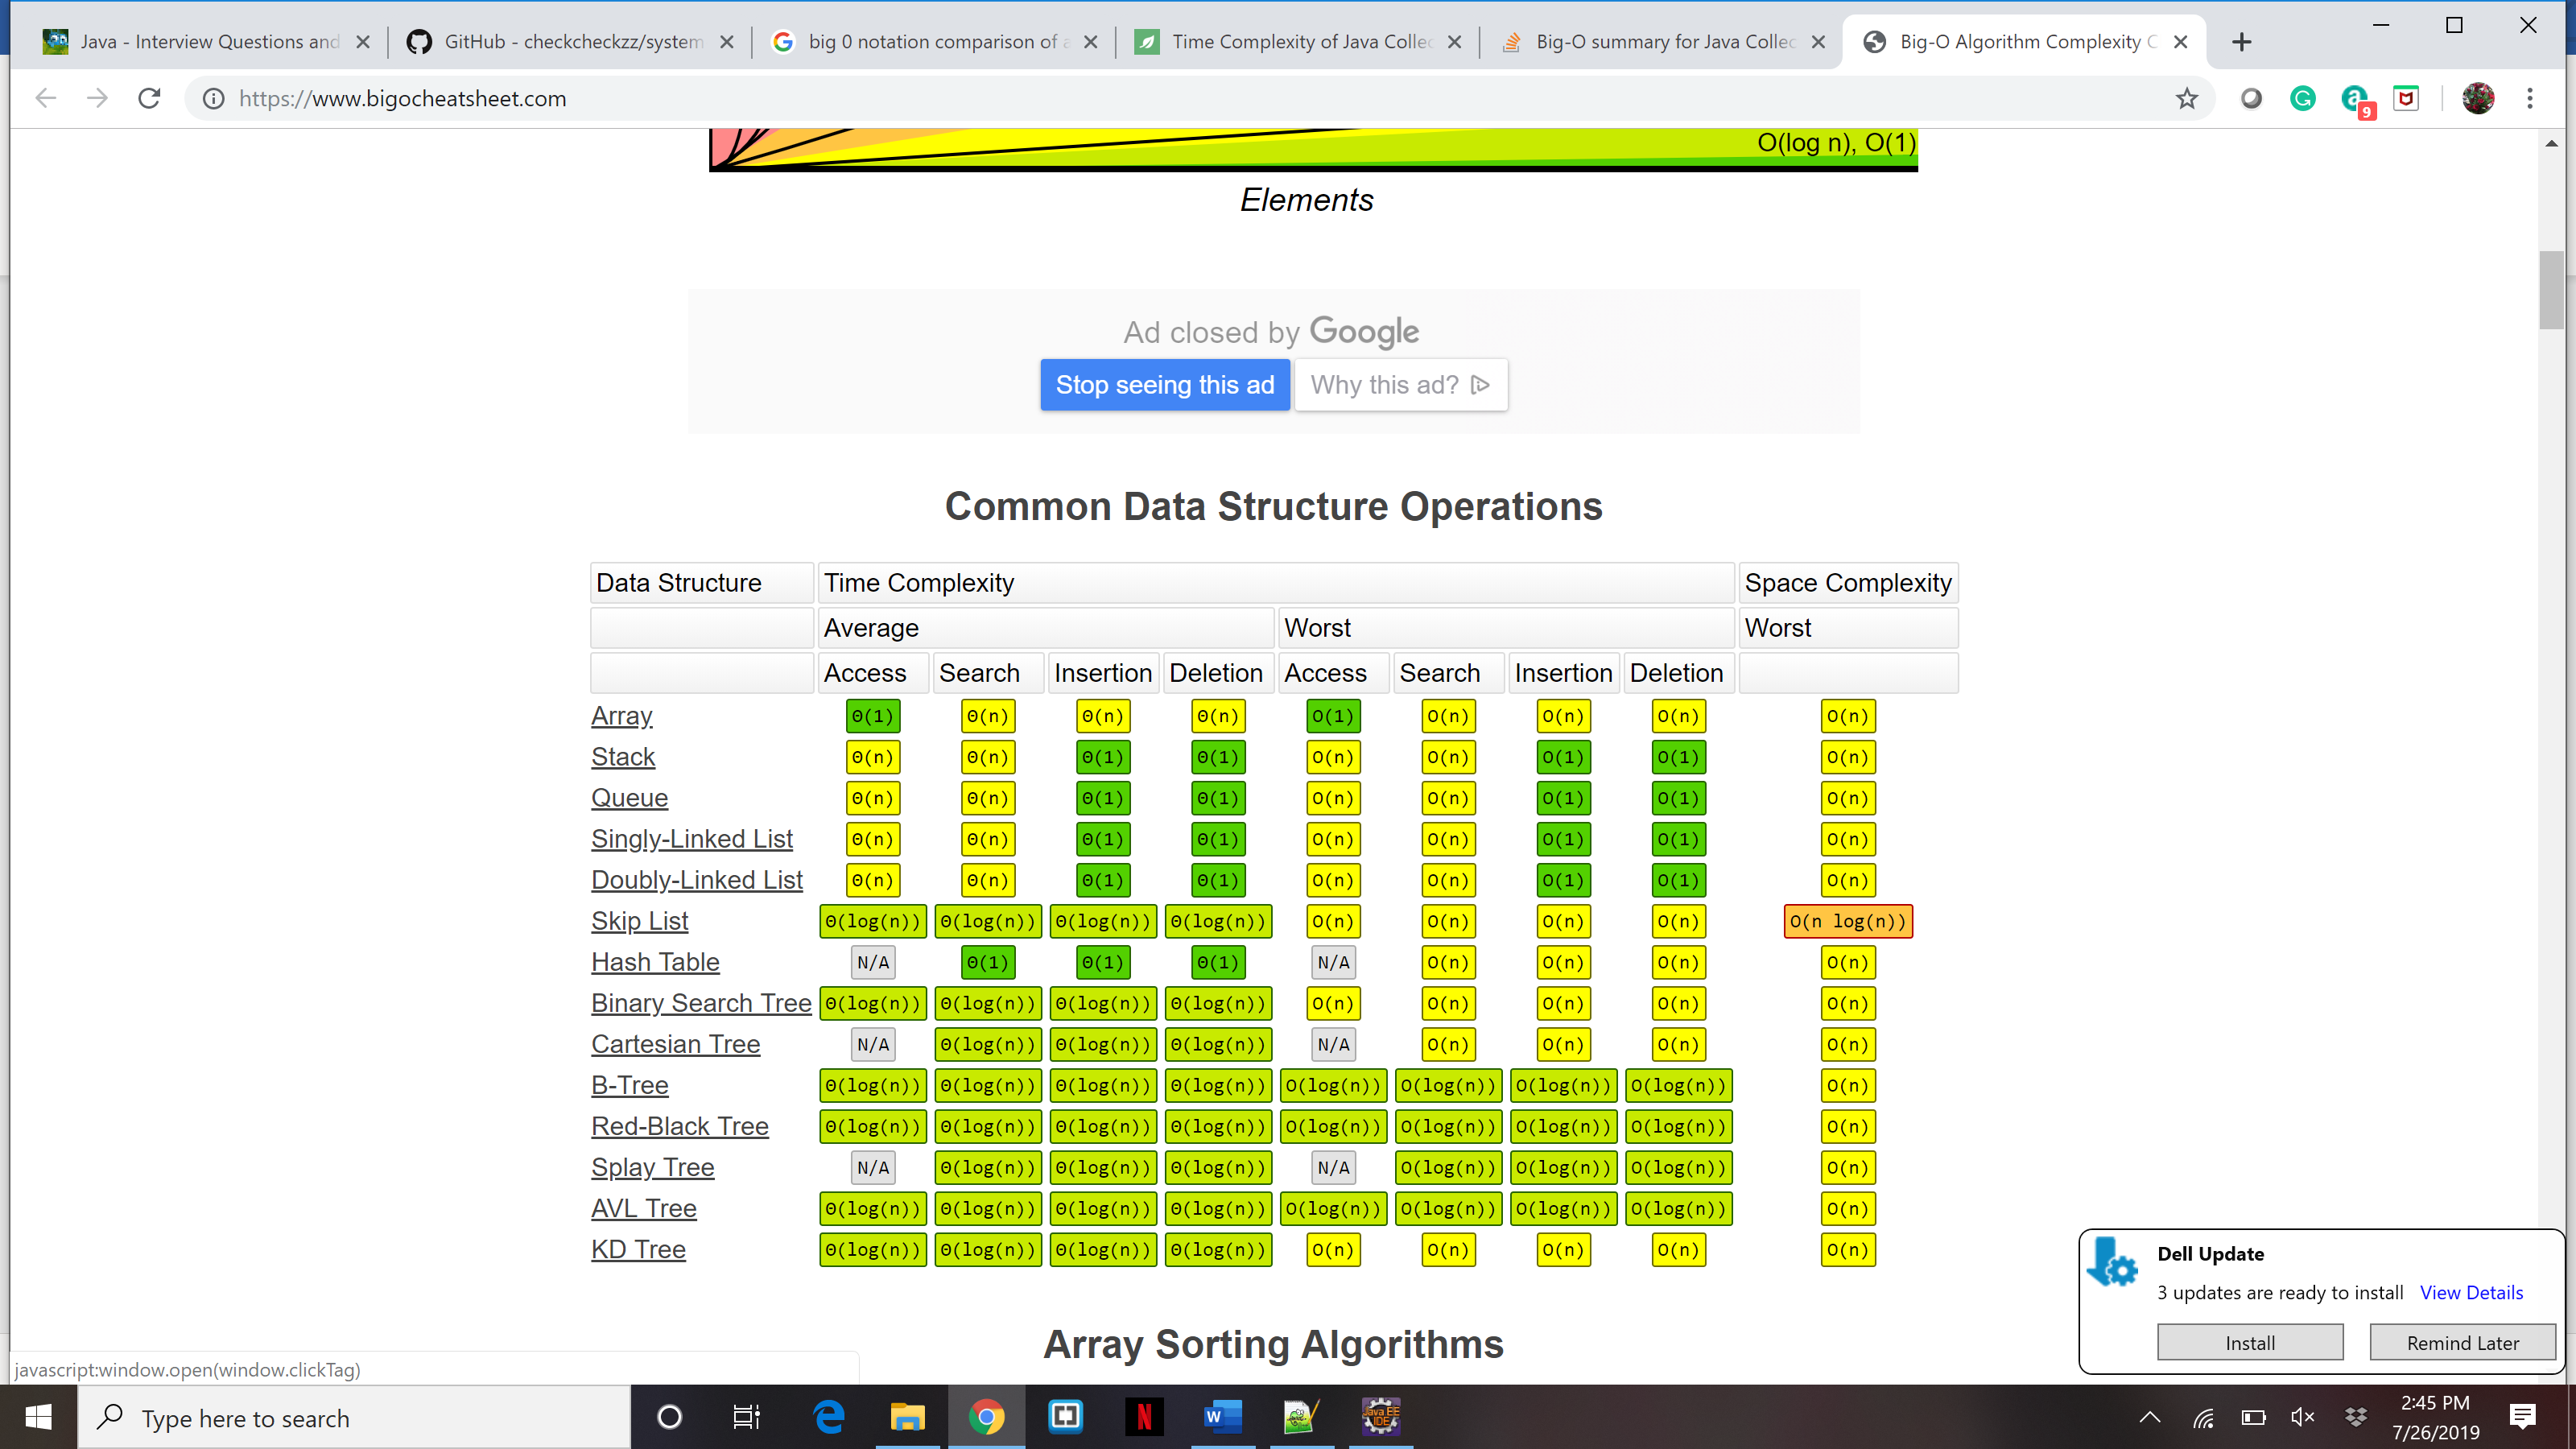 Java - Interview Questions and
GitHub - checkcheckzz/system
big 0 notation comparison of a
Time Complexity of Java Collec
Big-O summary for Java Collec
Big-O Algorithm Complexity C
https://www.bigocheatsheet.com
9
O(log n), O(1)
Elements
Ad closed by Google
Stop seeing this ad Why this ad?
Common Data Structure Operations
Data Structure Time Complexity Space Complexity
Average Worst Worst
Access Search Insertion Deletion Access Search Insertion Deletion
Array Θ(1) Θ(n) Θ(n) Θ(n) O(1) O(n) O(n) O(n) O(n)
Stack Θ(n) Θ(n) Θ(1) Θ(1) O(n) O(n) O(1) O(1) O(n)
Queue Θ(n) Θ(n) Θ(1) Θ(1) O(n) O(n) O(1) O(1) O(n)
Singly-Linked List Θ(n) Θ(n) Θ(1) Θ(1) O(n) O(n) O(1) O(1) O(n)
Doubly-Linked List Θ(n) Θ(n) Θ(1) Θ(1) O(n) O(n) O(1) O(1) O(n)
Skip List Θ(log(n)) Θ(log(n)) Θ(log(n)) Θ(log(n)) O(n) O(n) O(n) O(n) O(n log(n))
Hash Table N/A Θ(1) Θ(1) Θ(1) N/A O(n) O(n) O(n) O(n)
Binary Search Tree Θ(log(n)) Θ(log(n)) Θ(log(n)) Θ(log(n)) O(n) O(n) O(n) O(n) O(n)
Cartesian Tree N/A Θ(log(n)) Θ(log(n)) Θ(log(n)) N/A O(n) O(n) O(n) O(n)
B-Tree Θ(log(n)) Θ(log(n)) Θ(log(n)) Θ(log(n)) O(log(n)) O(log(n)) O(log(n)) O(log(n)) O(n)
Red-Black Tree Θ(log(n)) Θ(log(n)) Θ(log(n)) Θ(log(n)) O(log(n)) O(log(n)) O(log(n)) O(log(n)) O(n)
Splay Tree N/A Θ(log(n)) Θ(log(n)) Θ(log(n)) N/A O(log(n)) O(log(n)) O(log(n)) O(n)
AVL Tree Θ(log(n)) Θ(log(n)) Θ(log(n)) Θ(log(n)) O(log(n)) O(log(n)) O(log(n)) O(log(n)) O(n)
KD Tree Θ(log(n)) Θ(log(n)) Θ(log(n)) Θ(log(n)) O(n) O(n) O(n) O(n) O(n)
Array Sorting Algorithms
Dell Update
3 updates are ready to install View Details
Install Remind Later
javascript:window.open(window.clickTag)
Type here to search
Java EE
IDE
2:45 PM
7/26/2019